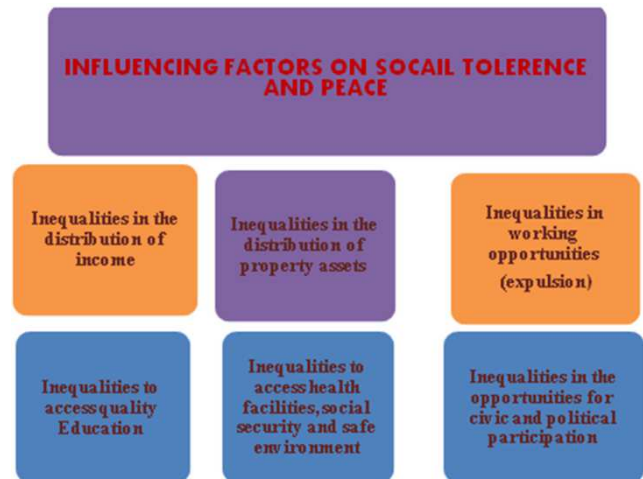 INFLUENCING FACTORS ON SOCAIL TOLERENCE
AND PEACE
Inequalities in the
distribution of
income
Inequalities in the
distribution of
property assets
Inequalities in
working
opportunities
(expulsion)
Inequalities to
access quality
Education
Inequalities to
access health
facilities, social
security and safe
environment
Inequalities in the
opportunities for
civic and political
participation